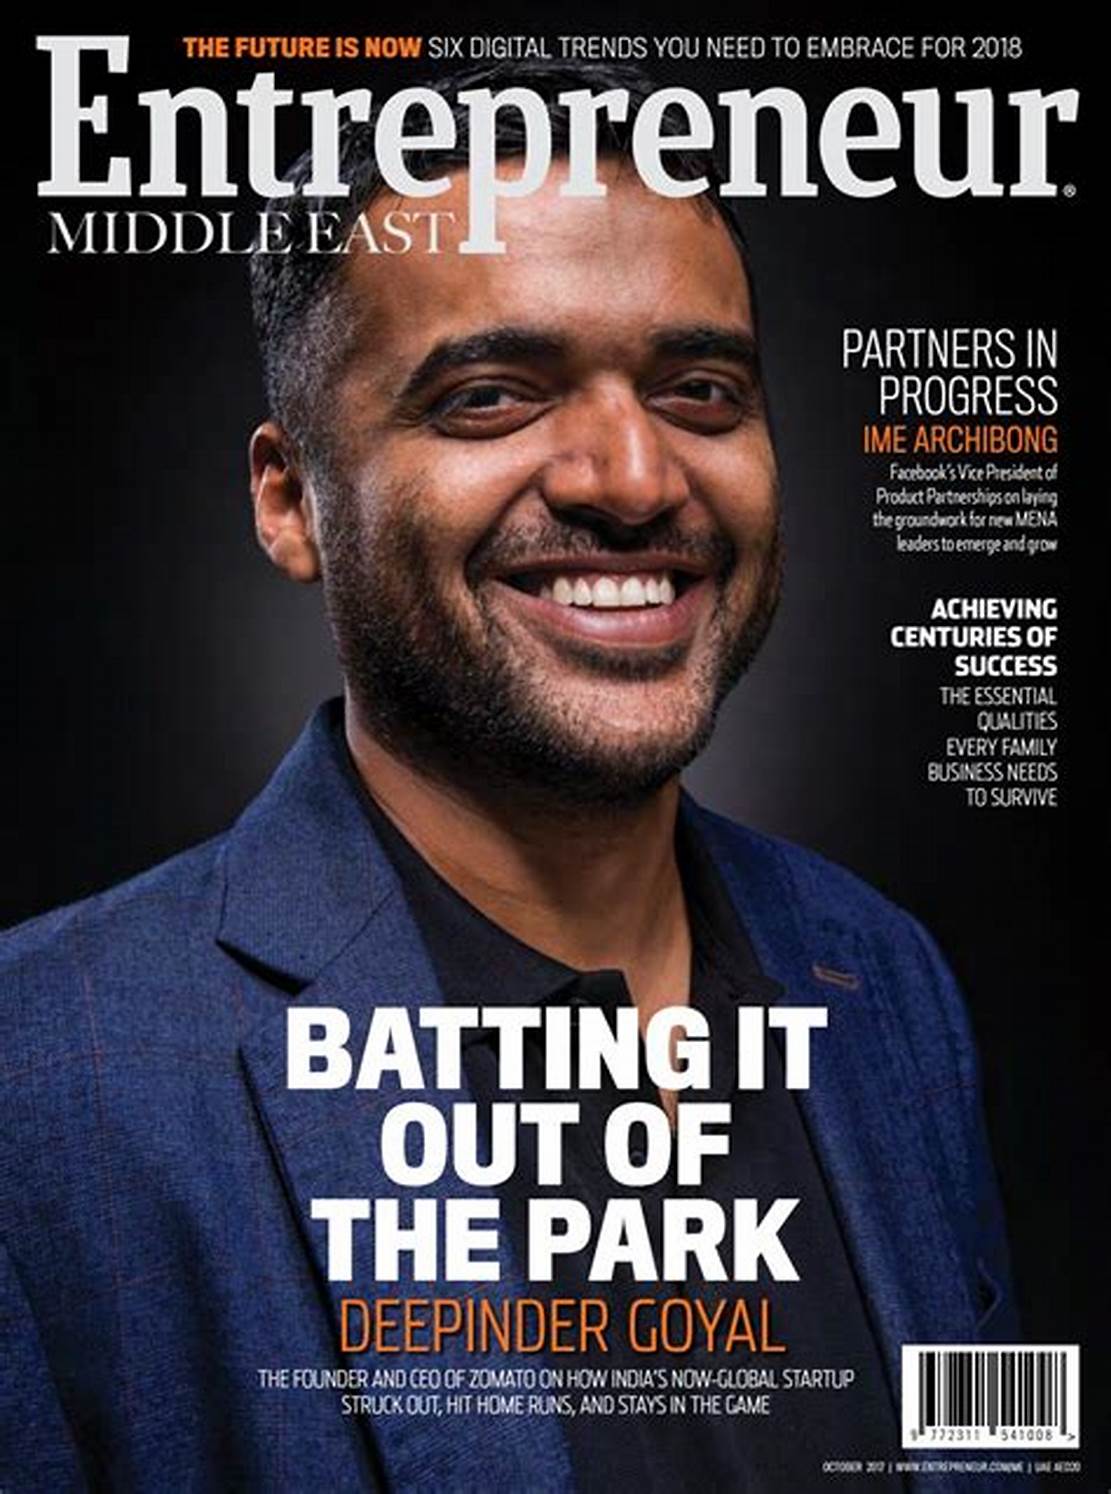 THE FUTURE IS NOW SIX DIGITAL TRENDS YOU NEED TO EMBRACE FOR 2018
Entrepreneur®
MIDDLE EAST
PARTNERS IN
PROGRESS
IME ARCHIBONG
Facebook's Vice President of
Product Partnerships on laying
the groundwork for new MENA
leaders to emerge and grow
ACHIEVING
CENTURIES OF
SUCCESS
THE ESSENTIAL
QUALITIES
EVERY FAMILY
BUSINESS NEEDS
TO SURVIVE
BATTING IT
OUT OF
THE PARK
DEEPINDER GOYAL
THE FOUNDER AND CEO OF ZOMATO ON HOW INDIA'S NOW-GLOBAL STARTUP
STRUCK OUT, HIT HOME RUNS, AND STAYS IN THE GAME
9 772311 541008 >
OCTOBER 2017 | WWW.ENTREPRENEUR.COM/ME | UAE AED20